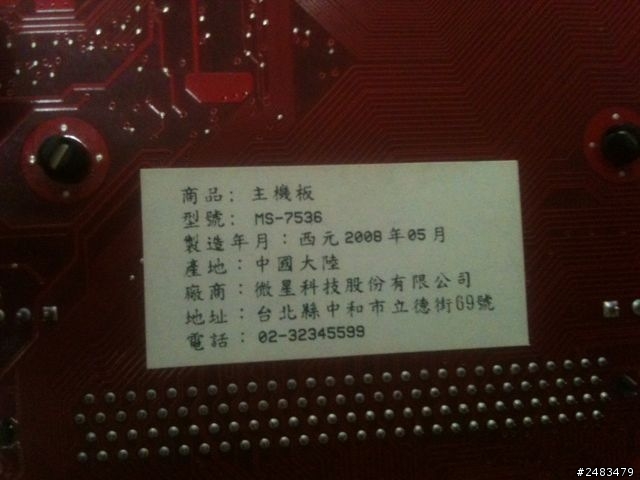 商品: 主機板
型號: MS-7536
製造年月：西元2008年05月
產地：中國大陸
廠商：微星科技股份有限公司
地址：台北縣中和市立德街69號
電話：02-32345599
#2483479